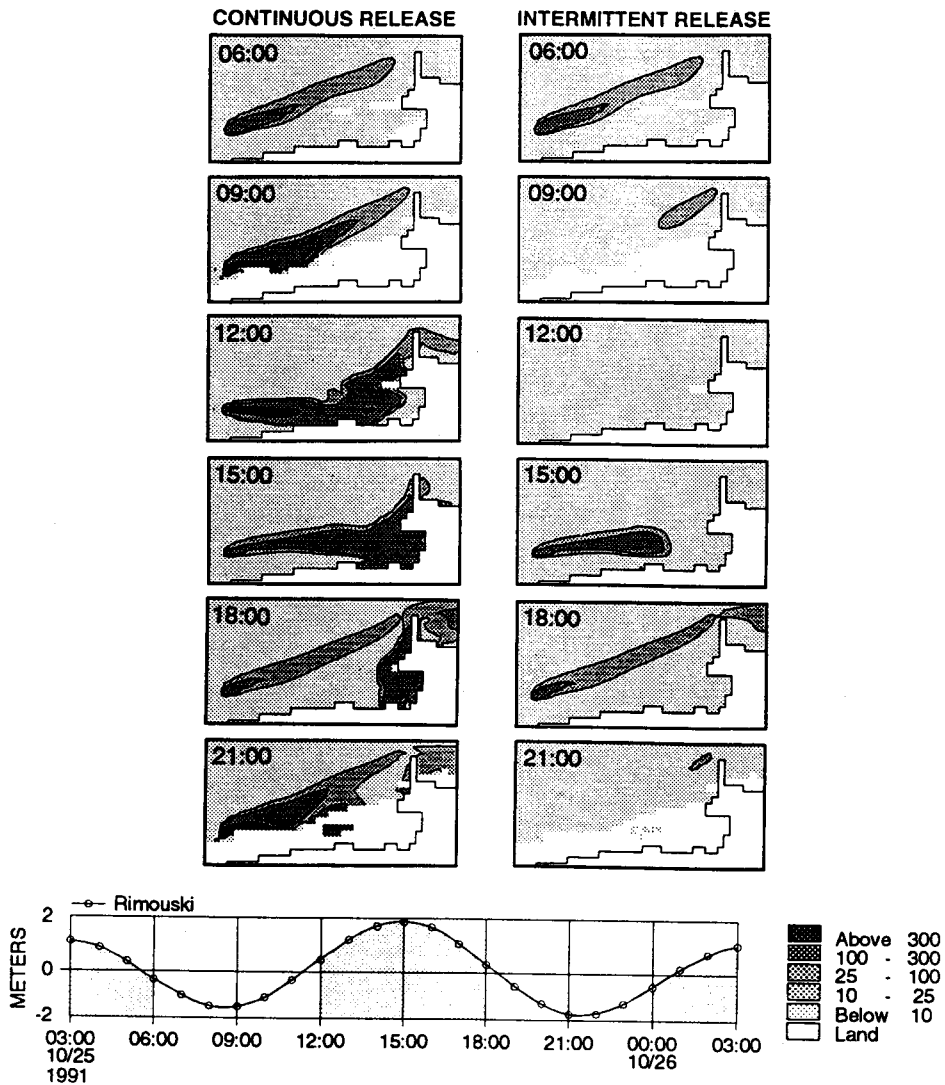 CONTINUOUS RELEASE
INTERMITTENT RELEASE
06:00
06:00
09:00
09:00
12:00
12:00
15:00
15:00
18:00
18:00
21:00
21:00
Rimouski
METERS
2
0
-2
03:00 06:00 09:00 12:00 15:00 18:00 21:00 00:00 03:00
10/25 10/26
1991
Above 300
100 - 300
25 - 100
10 - 25
Below 10
Land